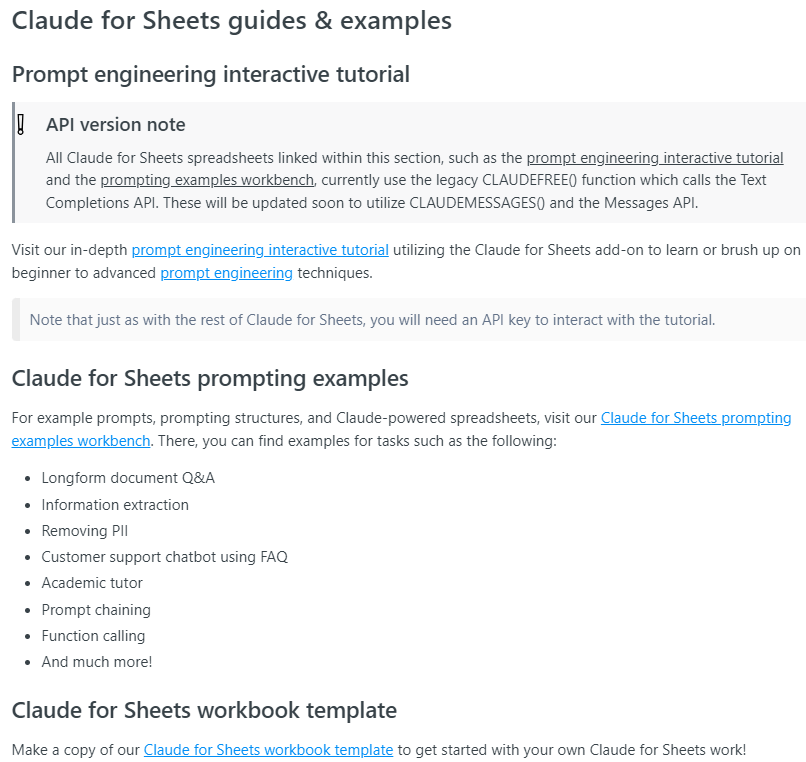 Claude for Sheets guides & examples
Prompt engineering interactive tutorial
API version note
All Claude for Sheets spreadsheets linked within this section, such as the prompt engineering interactive tutorial
and the prompting examples workbench, currently use the legacy CLAUDEFREE() function which calls the Text
Completions API. These will be updated soon to utilize CLAUDEMESSAGES() and the Messages API.
Visit our in-depth prompt engineering interactive tutorial utilizing the Claude for Sheets add-on to learn or brush up on
beginner to advanced prompt engineering techniques.
Note that just as with the rest of Claude for Sheets, you will need an API key to interact with the tutorial.
Claude for Sheets prompting examples
For example prompts, prompting structures, and Claude-powered spreadsheets, visit our Claude for Sheets prompting
examples workbench. There, you can find examples for tasks such as the following:
• Longform document Q&A
• Information extraction
• Removing PII
• Customer support chatbot using FAQ
• Academic tutor
• Prompt chaining
• Function calling
• And much more!
Claude for Sheets workbook template
Make a copy of our Claude for Sheets workbook template to get started with your own Claude for Sheets work!